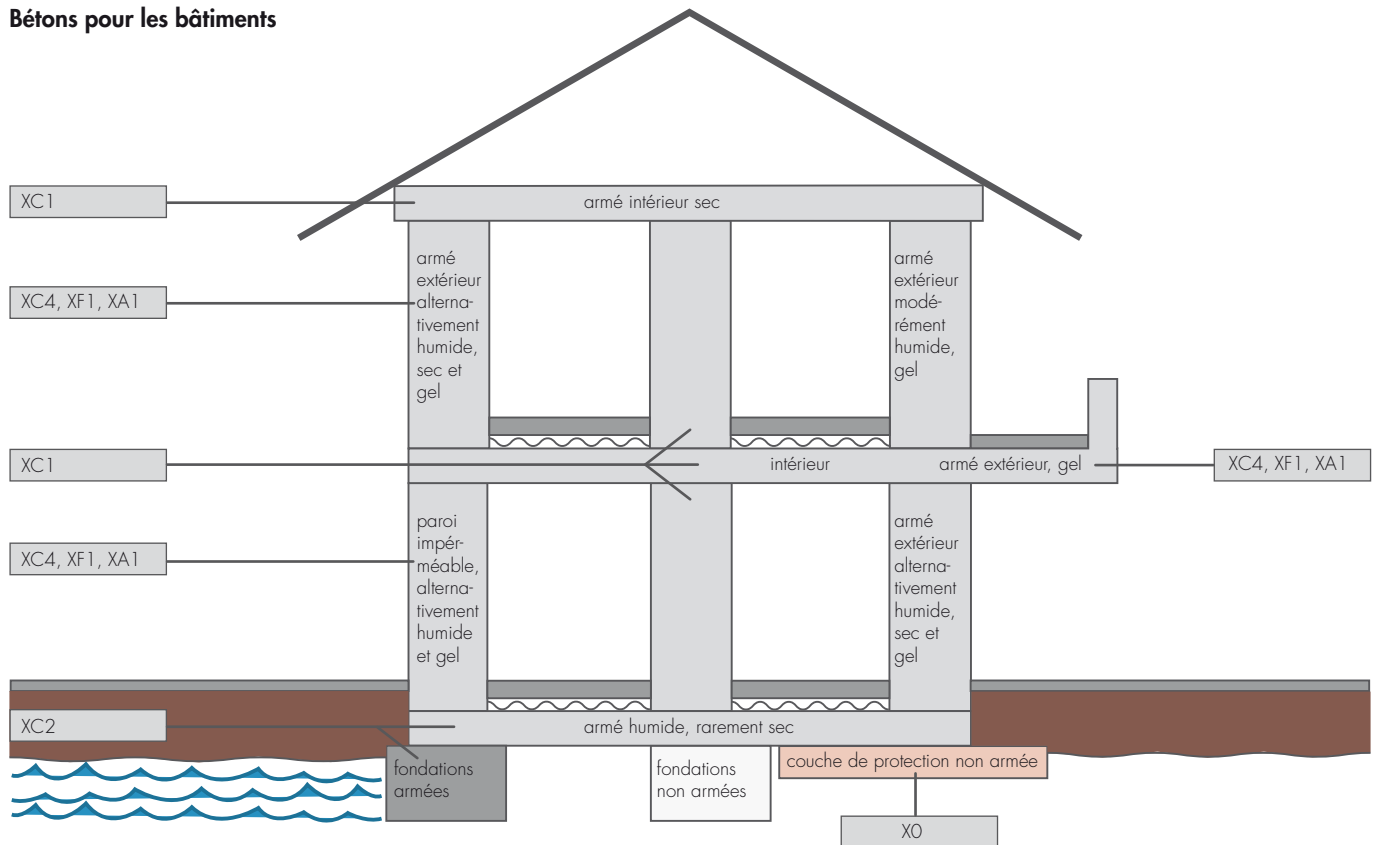 Bétons pour les bâtiments
XC1
armé intérieur sec
XC4, XF1, XA1
armé
extérieur
alterna-
tivement
humide,
sec et
gel
armé
extérieur
modé-
rément
humide,
gel
XC1
intérieur
armé extérieur, gel
XC4, XF1, XA1
XC4, XF1, XA1
paroi
impér-
méable,
alterna-
tivement
humide
et gel
armé
extérieur
alterna-
tivement
humide,
sec et
gel
XC2
armé humide, rarement sec
fondations
armées
fondations
non armées
couche de protection non armée
X0